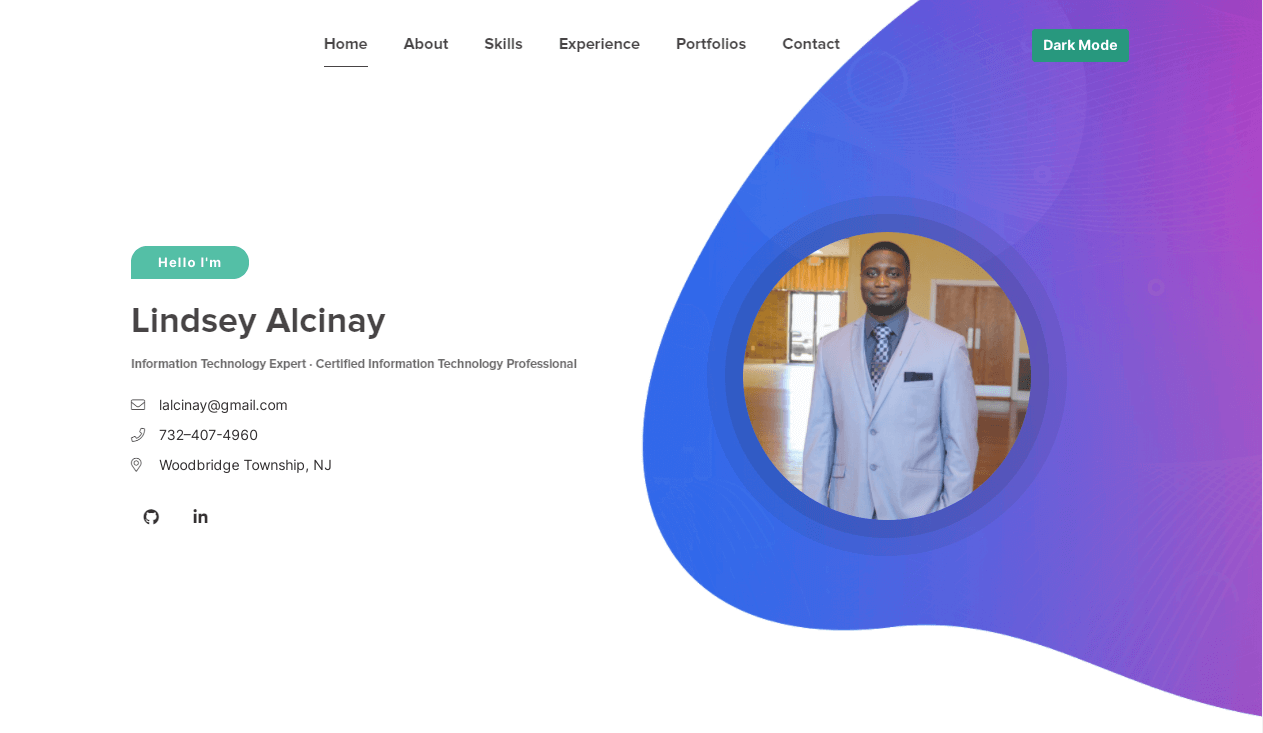 Home About Skills Experience Portfolios Contact Dark Mode
Hello I'm
Lindsey Alcinay
Information Technology Expert · Certified Information Technology Professional
lalcinay@gmail.com
732–407-4960
Woodbridge Township, NJ
in